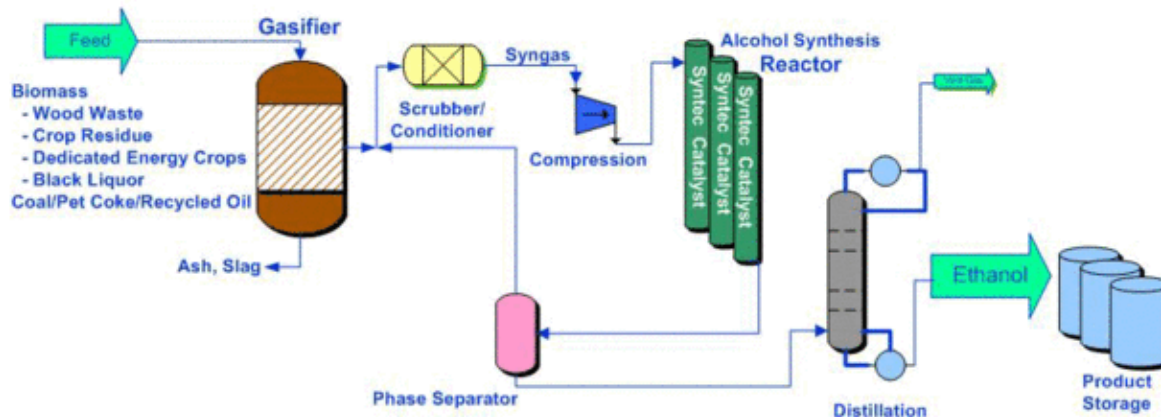 Feed
Gasifier
Biomass
- Wood Waste
- Crop Residue
- Dedicated Energy Crops
- Black Liquor
Coal/Pet Coke/Recycled Oil
Ash, Slag
Scrubber/
Conditioner
Syngas
Compression
Alcohol Synthesis
Reactor
Syntec Catalyst
Syntec Catalyst
Syntec Catalyst
Phase Separator
Distillation
Ethanol
Product
Storage